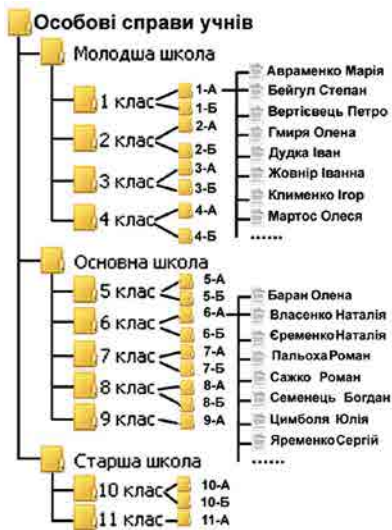 Особові справи учнів
Молодша школа
1 клас
1-А
1-Б
2 клас
2-А
2-Б
3 клас
3-А
3-Б
4 клас
4-А
4-Б
Авраменко Марія
Бейгул Степан
Вертієвець Петро
Гмиря Олена
Дудка Іван
Жовнір Іванна
Клименко Ігор
Мартос Олеся
......
Основна школа
5 клас
5-А
5-Б
6 клас
6-А
6-Б
7 клас
7-А
7-Б
8 клас
8-А
8-Б
9 клас
9-А
Баран Олена
Власенко Наталія
Єременко Наталія
Пальоха Роман
Сажко Роман
Семенець Богдан
Цимболя Юлія
Яременко Сергій
......
Старша школа
10 клас
10-А
10-Б
11 клас
11-А